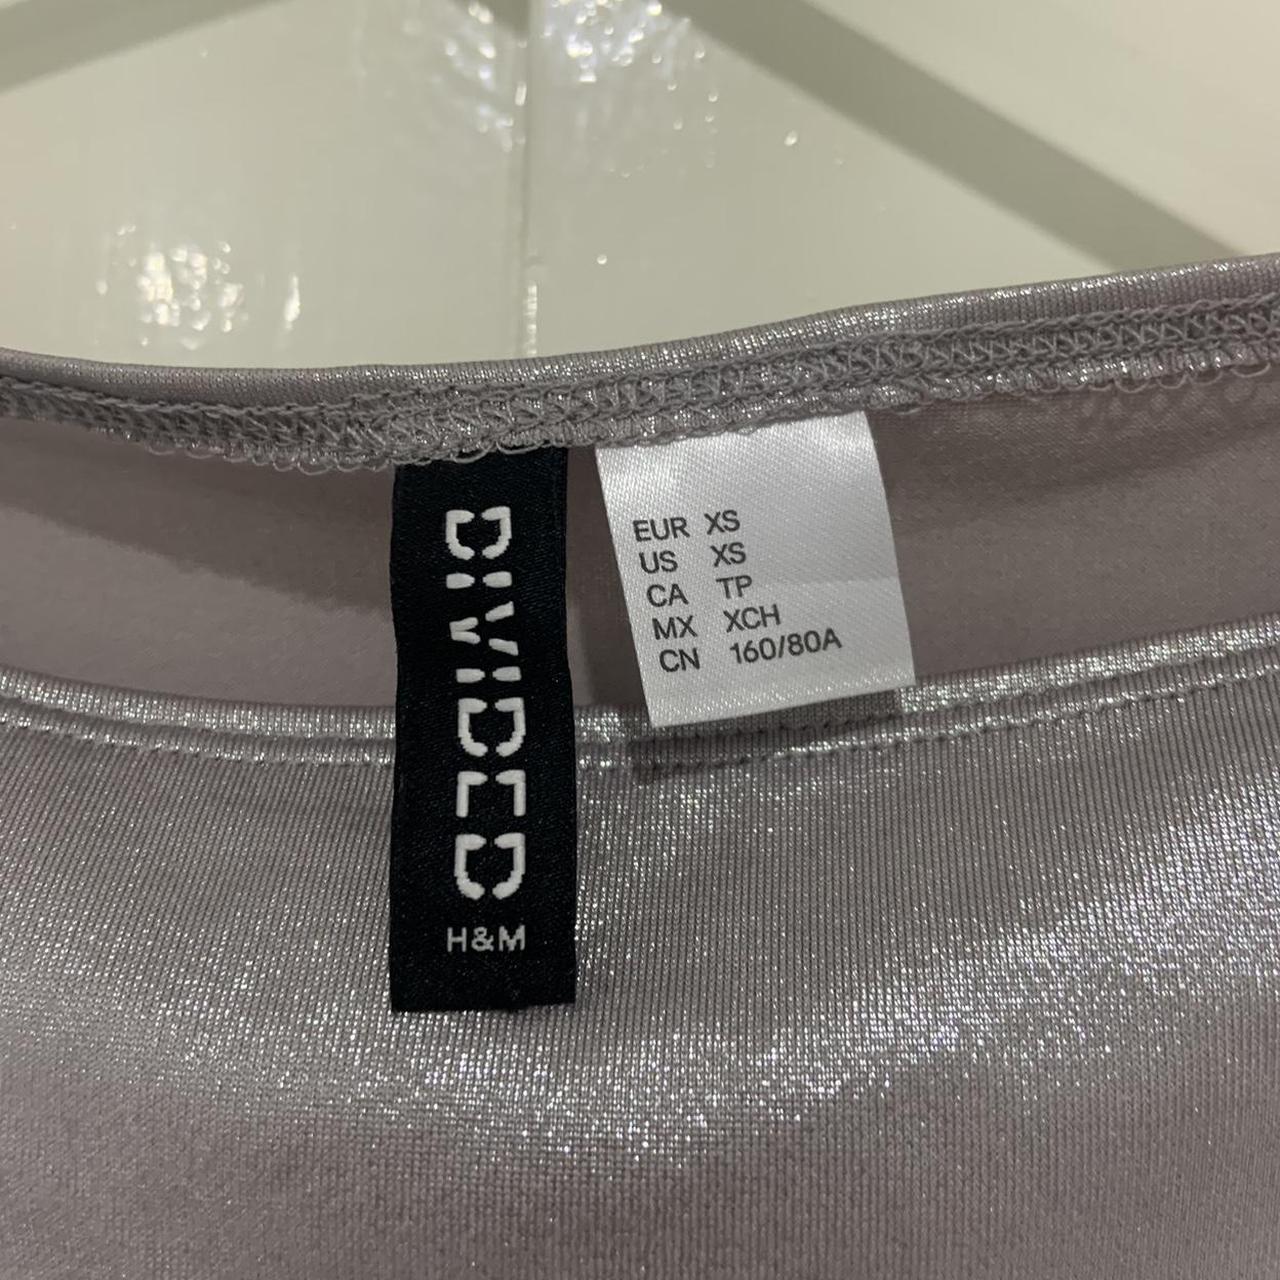 DIVIDED
H&M
EUR XS
US XS
CA TP
MX XCH
CN 160/80A